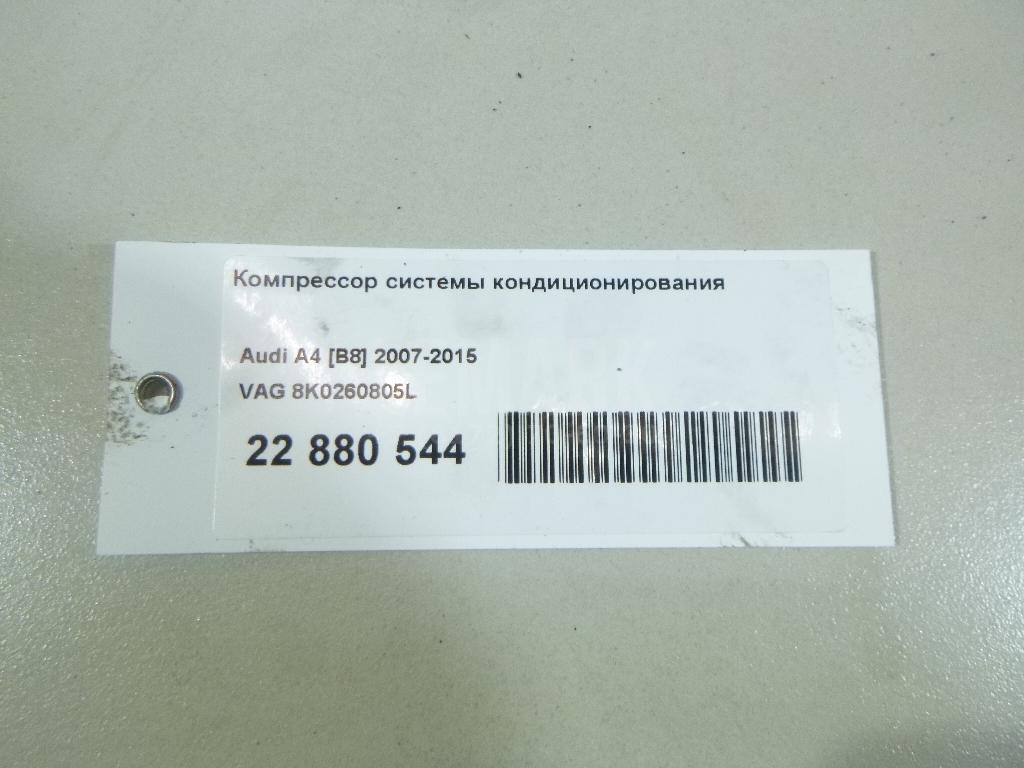 Компрессор системы кондиционирования
Audi A4 [B8] 2007-2015
VAG 8K0260805L
22 880 544